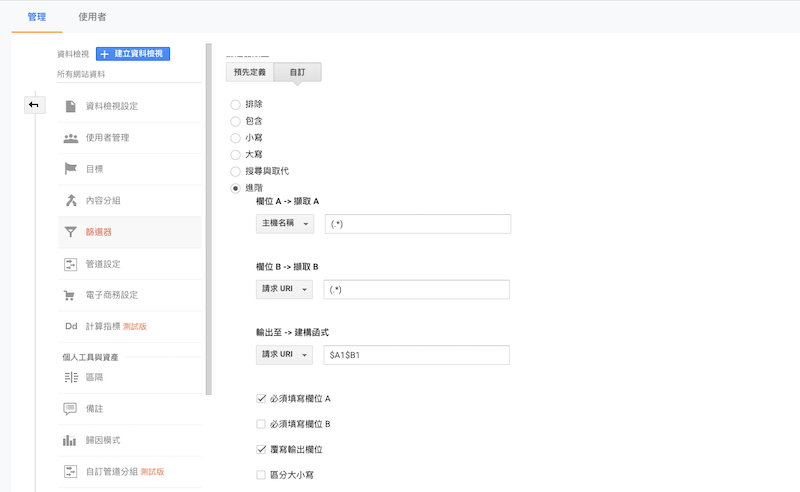 管理 使用者
資料檢視 + 建立資料檢視
所有網站資料
資料檢視設定
使用者管理
目標
內容分組
篩選器
管道設定
電子商務設定
Dd 計算指標 測試版
個人工具與資產
區隔
備註
歸因模式
自訂管道分組 測試版
預先定義 自訂
排除
包含
小寫
大寫
搜尋與取代
進階
欄位 A -> 擷取 A
主機名稱 (.*)
欄位 B -> 擷取 B
請求 URI (.*)
輸出至 -> 建構函式
請求 URI $A1$B1
必須填寫欄位 A
必須填寫欄位 B
覆寫輸出欄位
區分大小寫